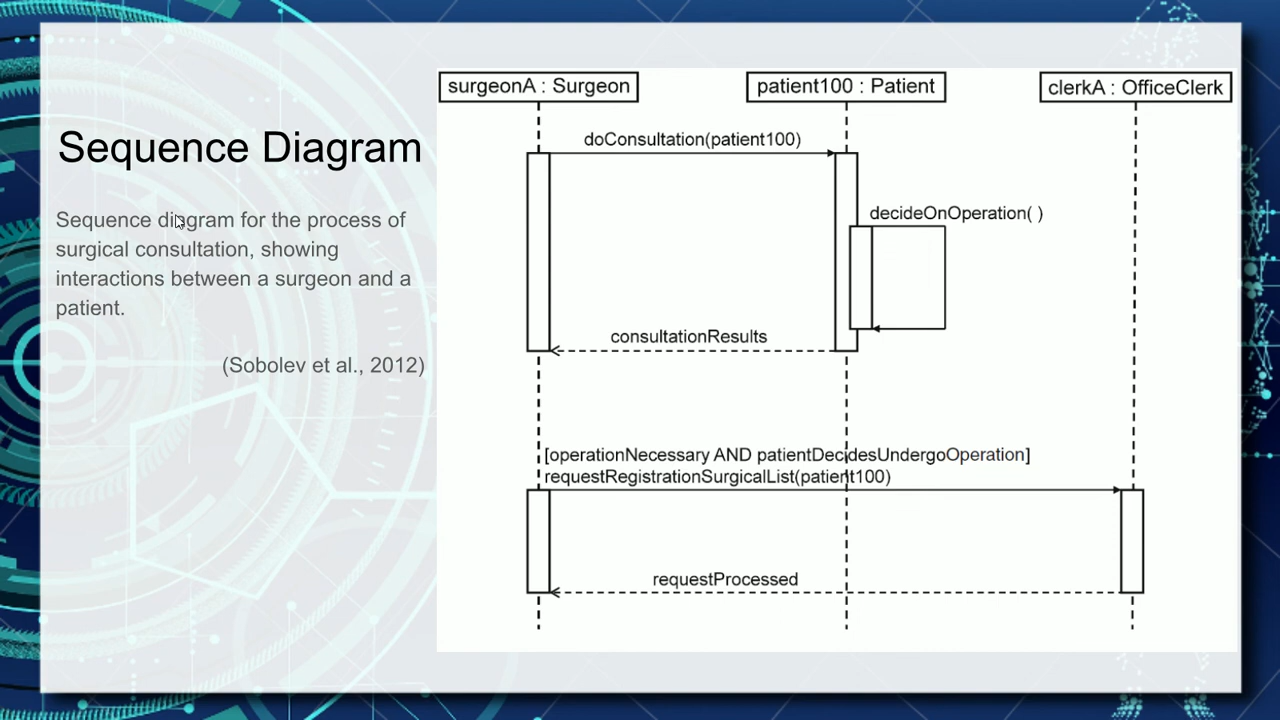 Sequence Diagram
Sequence diagram for the process of
surgical consultation, showing
interactions between a surgeon and a
patient.
(Sobolev et al., 2012)
surgeonA : Surgeon
patient100 : Patient
clerkA : OfficeClerk
doConsultation(patient100)
decideOnOperation( )
consultationResults
[operationNecessary AND patientDecidesUndergoOperation]
requestRegistrationSurgicalList(patient100)
requestProcessed